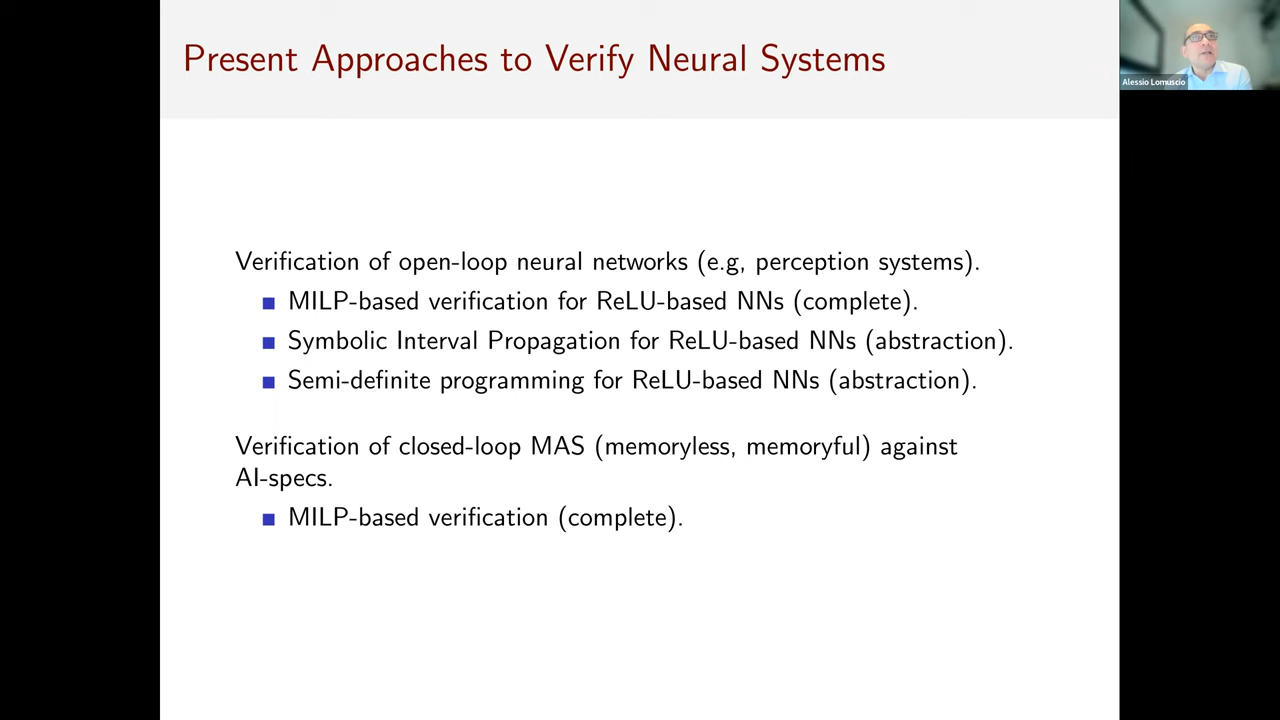 Present Approaches to Verify Neural Systems
Alessio Lomuscio
Verification of open-loop neural networks (e.g, perception systems).
MILP-based verification for ReLU-based NNs (complete).
Symbolic Interval Propagation for ReLU-based NNs (abstraction).
Semi-definite programming for ReLU-based NNs (abstraction).
Verification of closed-loop MAS (memoryless, memoryful) against
AI-specs.
MILP-based verification (complete).